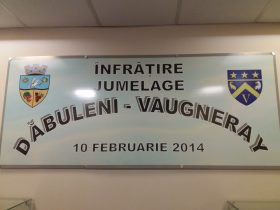 ÎNFRĂȚIRE
JUMELAGE
DĂBULENI - VAUGNERAY
10 FEBRUARIE 2014
V